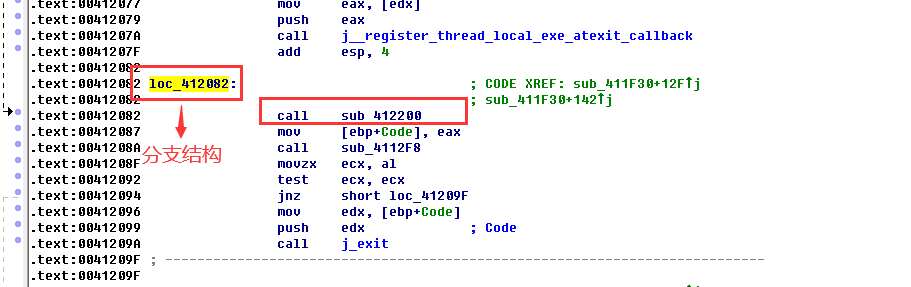 .text:00412077 mov eax, [edx]
.text:00412079 push eax
.text:0041207A call j__register_thread_local_exe_atexit_callback
.text:0041207F add esp, 4
.text:00412082
.text:00412082 loc_412082: ; CODE XREF: sub_411F30+12F↑j
.text:00412082 ; sub_411F30+142↑j
.text:00412082 call sub_412200
.text:00412087 mov [ebp+Code], eax
.text:0041208A call sub_4112F8
.text:0041208F movzx ecx, al
分支结构
.text:00412092 test ecx, ecx
.text:00412094 jnz short loc_41209F
.text:00412096 mov edx, [ebp+Code]
.text:00412099 push edx ; Code
.text:0041209A call j_exit
.text:0041209F ; ---------------------------------------------------------------------------
.text:0041209F